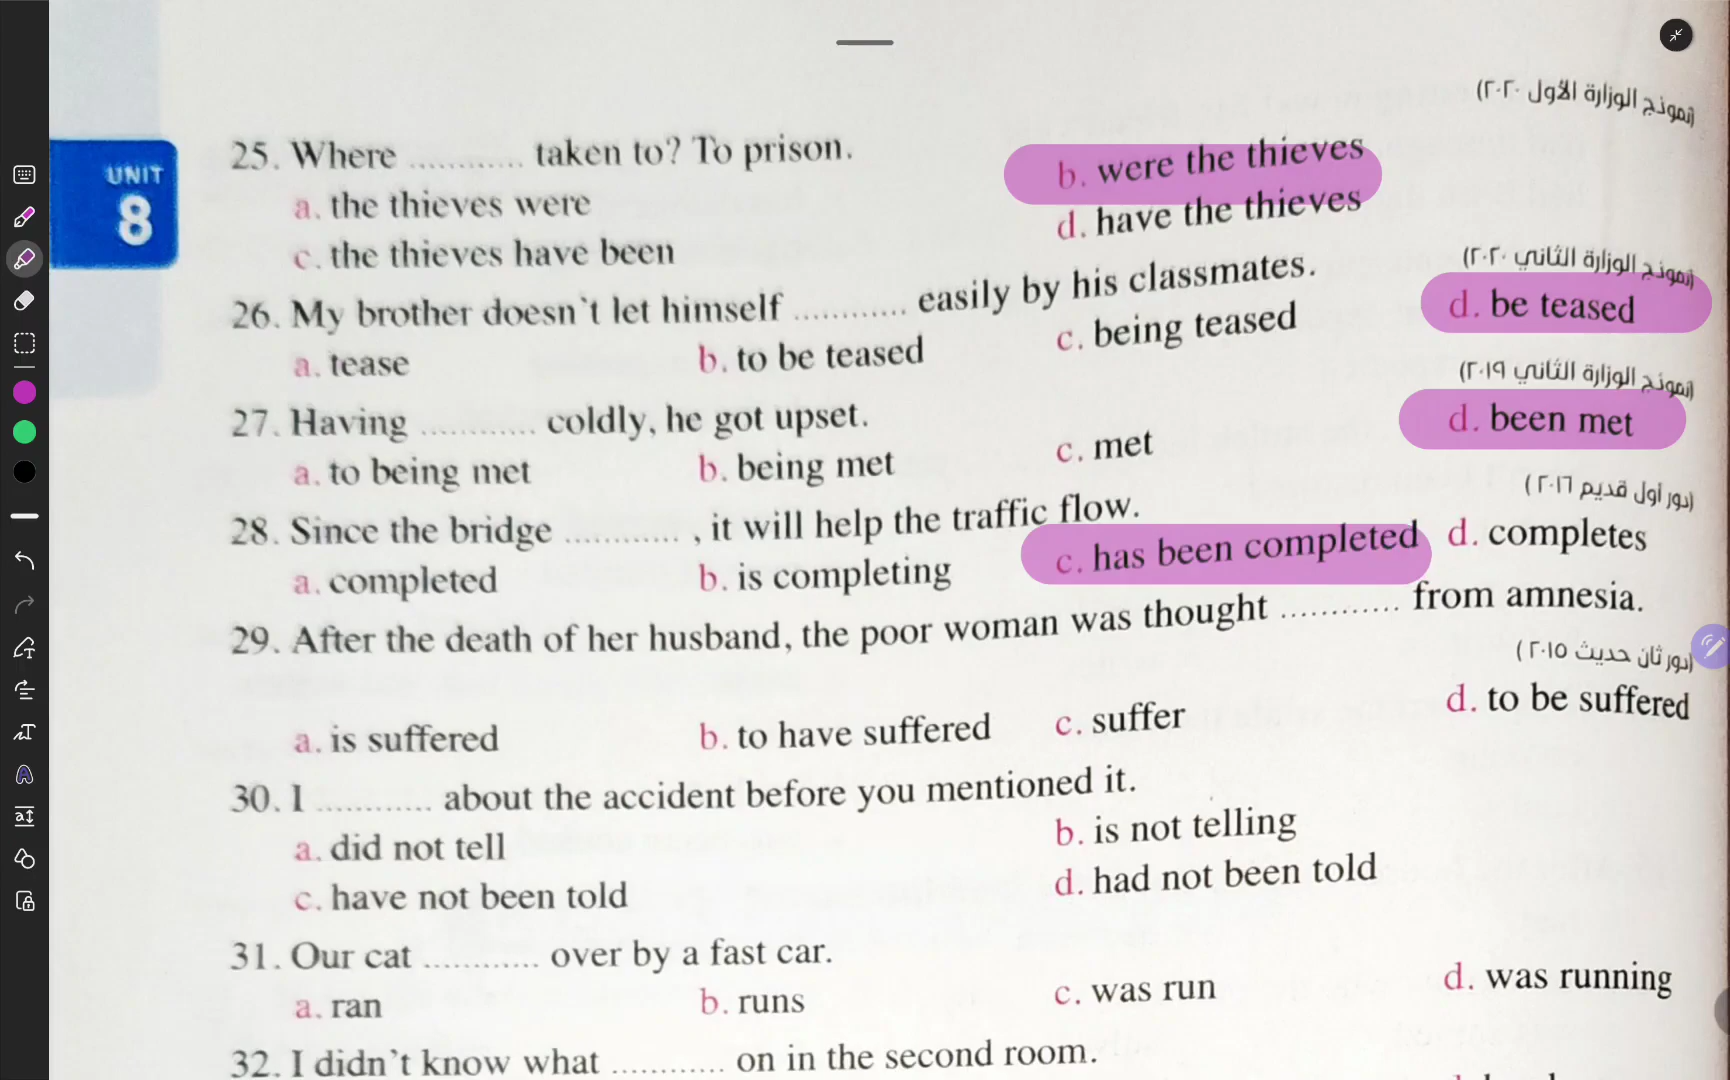 (نموذج الوزارة الأول ٢٠٢٠)
UNIT
8
25. Where ............ taken to? To prison.
a. the thieves were
b. were the thieves
c. the thieves have been
d. have the thieves
(نموذج الوزارة الثاني ٢٠٢٠)
26. My brother doesn't let himself ............ easily by his classmates.
a. tease
b. to be teased
c. being teased
d. be teased
(نموذج الوزارة الثاني ٢٠١٩)
27. Having ............ coldly, he got upset.
a. to being met
b. being met
c. met
d. been met
(دور أول قديم ٢٠١٦)
28. Since the bridge ............ , it will help the traffic flow.
a. completed
b. is completing
c. has been completed
d. completes
29. After the death of her husband, the poor woman was thought ............ from amnesia.
(دور ثان حديث ٢٠١٥)
a. is suffered
b. to have suffered
c. suffer
d. to be suffered
30. I ............ about the accident before you mentioned it.
a. did not tell
b. is not telling
c. have not been told
d. had not been told
31. Our cat ............ over by a fast car.
a. ran
b. runs
c. was run
d. was running
32. I didn't know what ............ on in the second room.